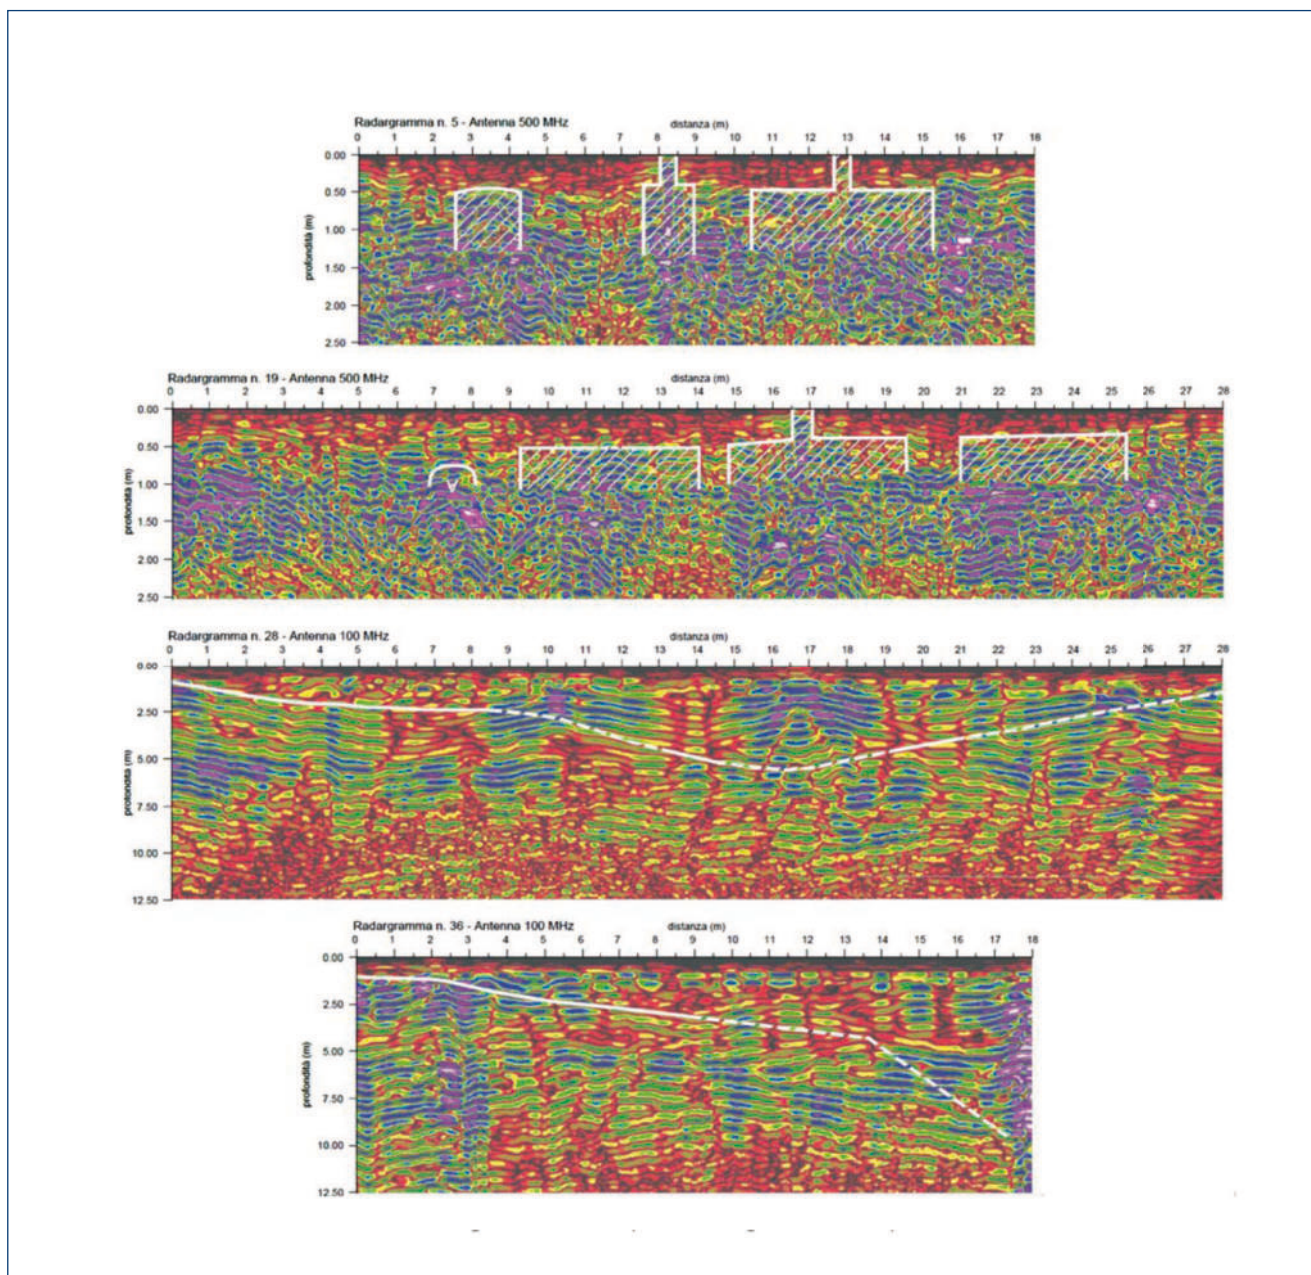 Radargramma n. 5 - Antenna 500 MHz
distanza (m)
0 1 2 3 4 5 6 7 8 9 10 11 12 13 14 15 16 17 18
profondità (m)
0.00
0.50
1.00
1.50
2.00
2.50
Radargramma n. 19 - Antenna 500 MHz
distanza (m)
0 1 2 3 4 5 6 7 8 9 10 11 12 13 14 15 16 17 18 19 20 21 22 23 24 25 26 27 28
profondità (m)
0.00
0.50
1.00
1.50
2.00
2.50
V
Radargramma n. 28 - Antenna 100 MHz
distanza (m)
0 1 2 3 4 5 6 7 8 9 10 11 12 13 14 15 16 17 18 19 20 21 22 23 24 25 26 27 28
profondità (m)
0.00
2.50
5.00
7.50
10.00
12.50
Radargramma n. 36 - Antenna 100 MHz
distanza (m)
0 1 2 3 4 5 6 7 8 9 10 11 12 13 14 15 16 17 18
profondità (m)
0.00
2.50
5.00
7.50
10.00
12.50